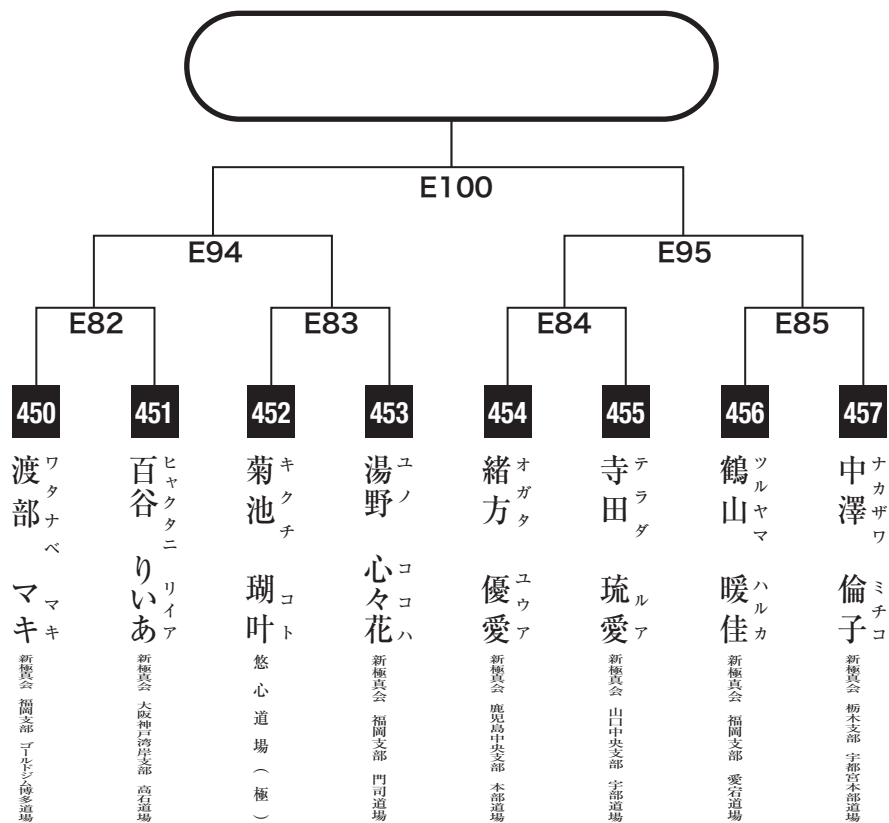 E100
E94
E95
E82
E83
E84
E85
450
451
452
453
454
455
456
457
渡部 マキ
ワタナベ マキ
新極真会 福岡支部 ゴールドジム博多道場
百谷 りいあ
ヒャクタニ リイア
新極真会 大阪神戸湾岸支部 高石道場
菊池 瑚叶
キクチ コト
悠心道場(極)
湯野 心々花
ユノ ココハ
新極真会 福岡支部 門司道場
緒方 優愛
オガタ ユウア
新極真会 鹿児島中央支部 本部道場
寺田 琉愛
テラダ ルア
新極真会 山口中央支部 宇部道場
鶴山 暖佳
ツルヤマ ハルカ
新極真会 福岡支部 愛宕道場
中澤 倫子
ナカザワ ミチコ
新極真会 栃木支部 宇都宮本部道場